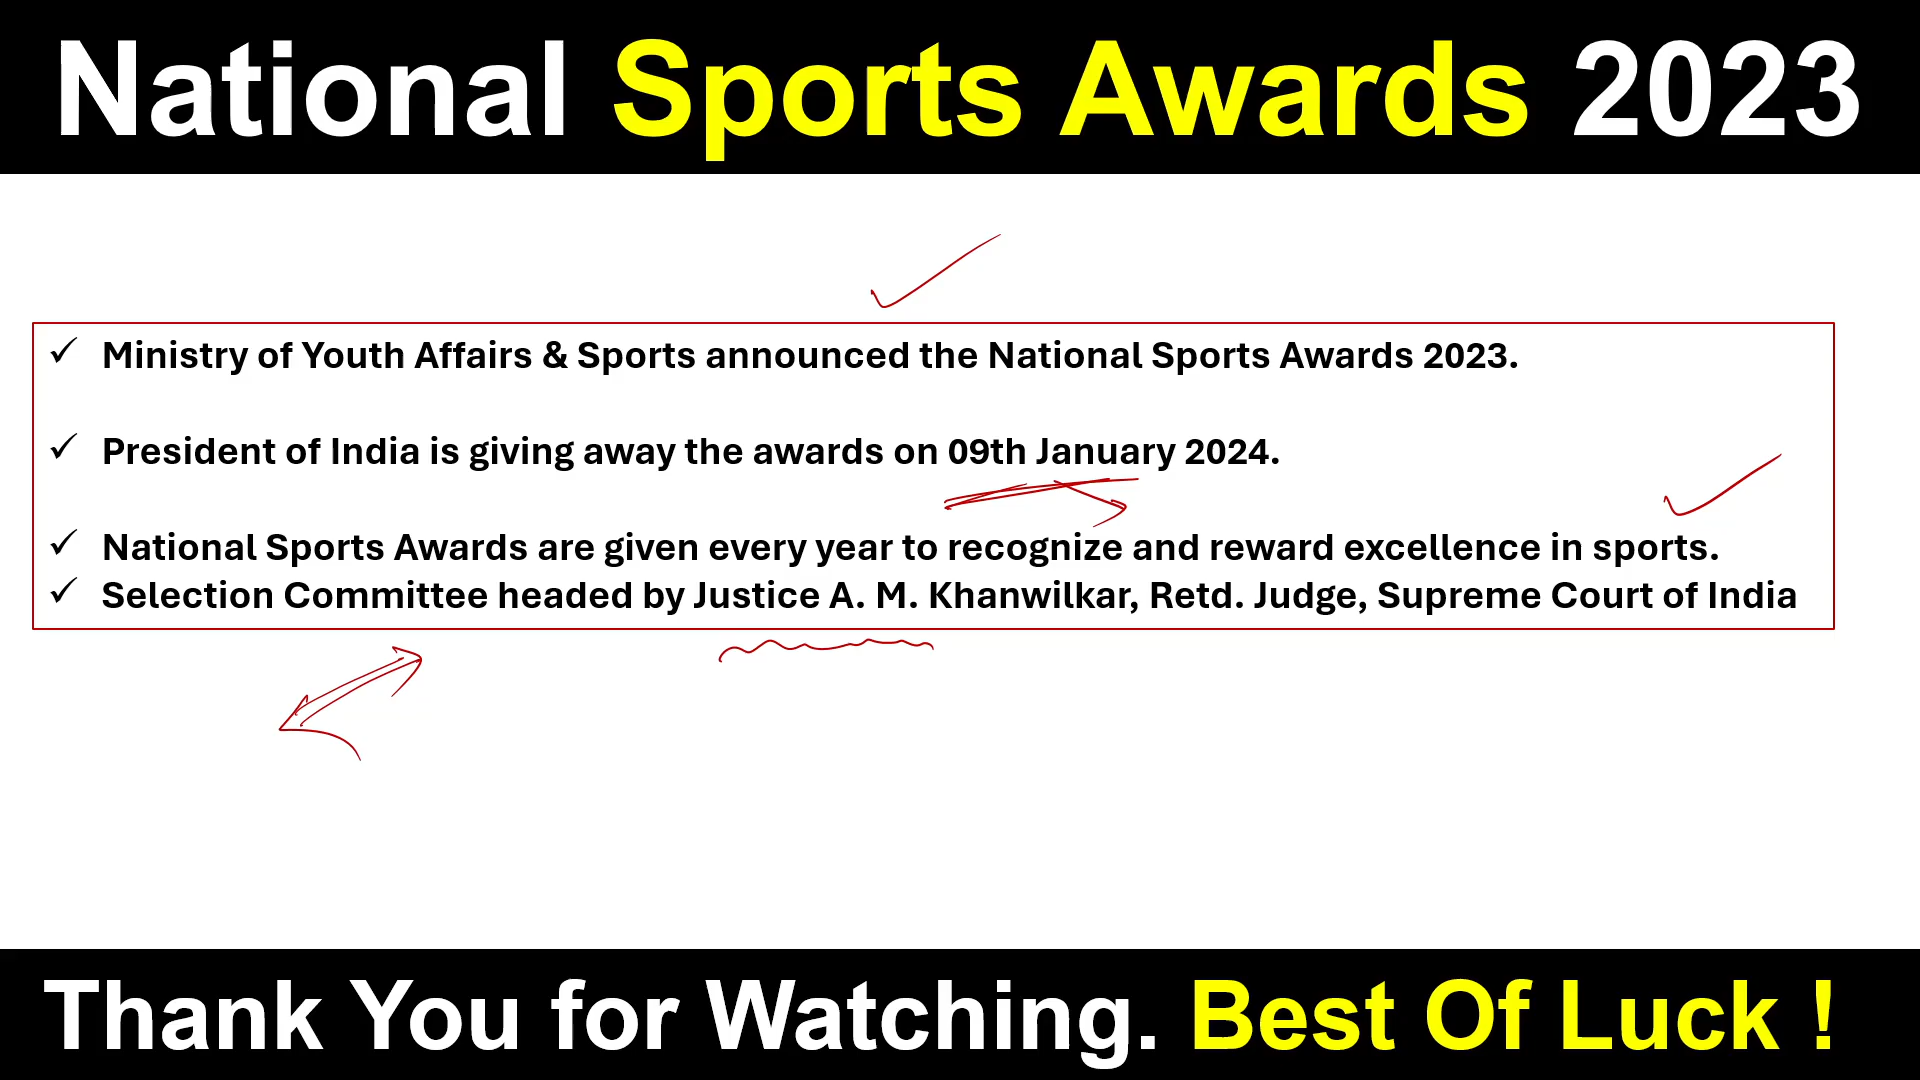 National Sports Awards 2023
✓ Ministry of Youth Affairs & Sports announced the National Sports Awards 2023.
✓ President of India is giving away the awards on 09th January 2024.
✓ National Sports Awards are given every year to recognize and reward excellence in sports.
✓ Selection Committee headed by Justice A. M. Khanwilkar, Retd. Judge, Supreme Court of India
Thank You for Watching. Best Of Luck !